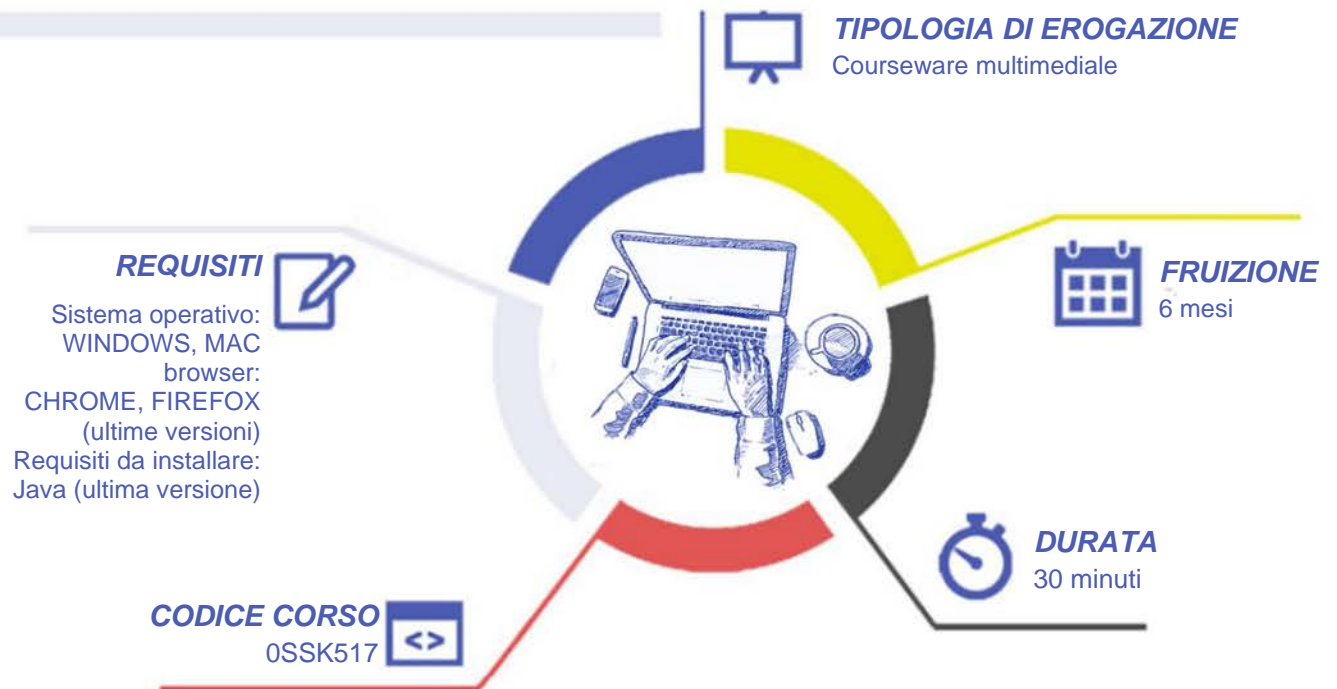 TIPOLOGIA DI EROGAZIONE
Courseware multimediale
REQUISITI
Sistema operativo:
WINDOWS, MAC
browser:
CHROME, FIREFOX
(ultime versioni)
Requisiti da installare:
Java (ultima versione)
FRUIZIONE
6 mesi
DURATA
30 minuti
CODICE CORSO
0SSK517